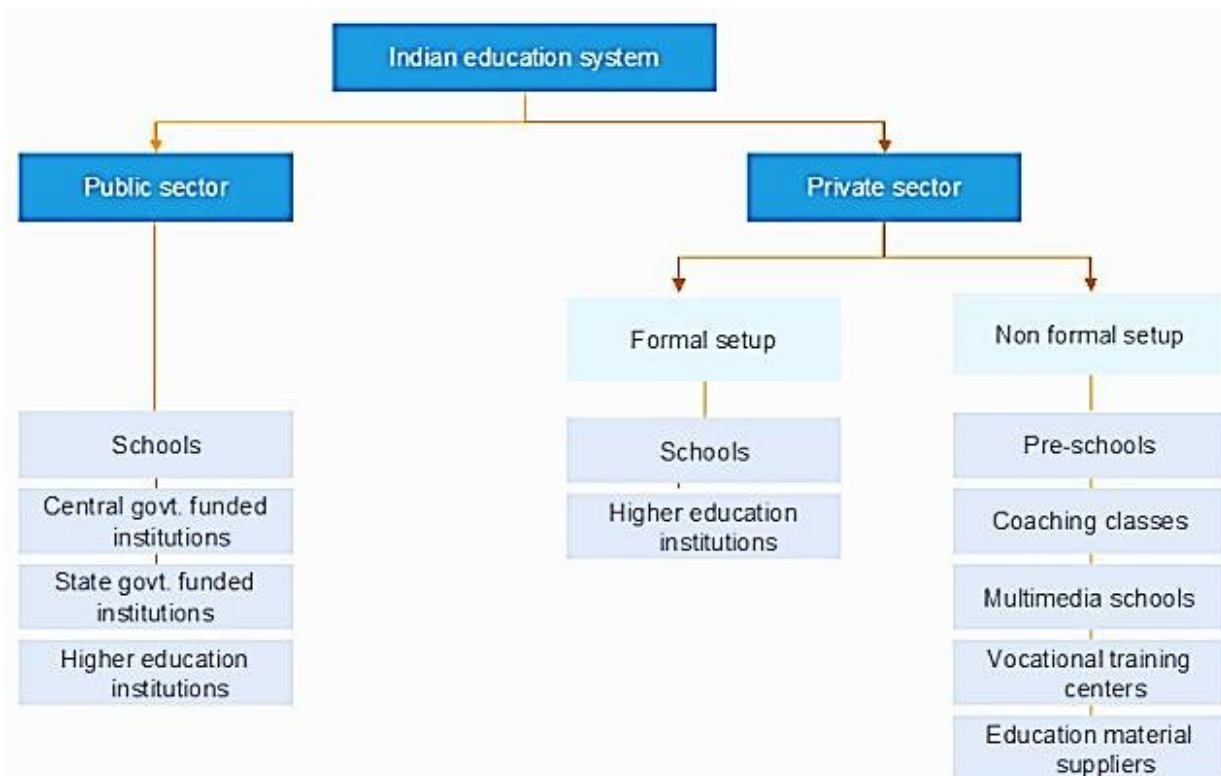 Indian education system
Public sector
Private sector
Formal setup
Non formal setup
Schools
Central govt. funded
institutions
State govt. funded
institutions
Higher education
institutions
Schools
Higher education
institutions
Pre-schools
Coaching classes
Multimedia schools
Vocational training
centers
Education material
suppliers